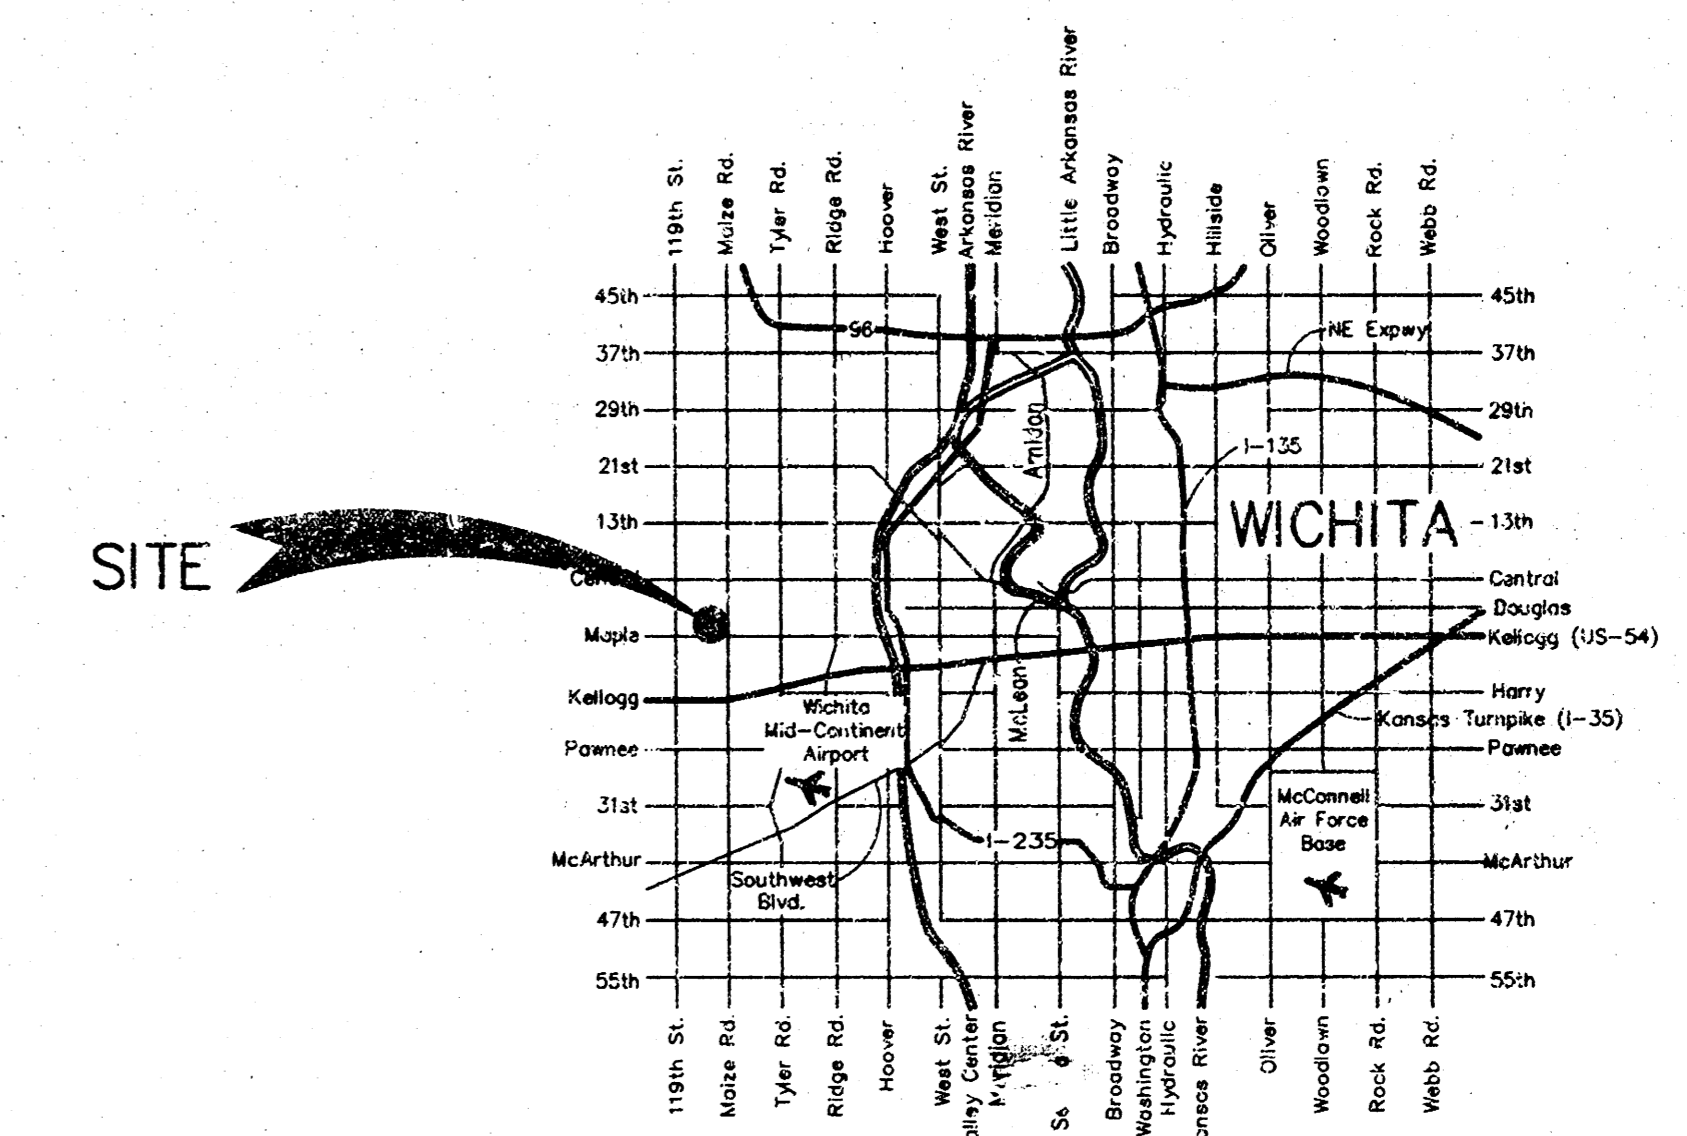 119th St.
Maize Rd.
Tyler Rd.
Ridge Rd.
Hoover
West St.
Arkansas River
Meridian
Little Arkansas River
Broadway
Hydraulic
Hillside
Oliver
Woodlawn
Rock Rd.
Webb Rd.
45th
45th
96
NE Expwy
37th
37th
29th
29th
Amidon
I-135
21st
21st
13th
WICHITA
13th
SITE
Central
Central
Douglas
Maple
Kellogg (US-54)
McLean
Kellogg
Harry
Wichita
Mid-Continent
Airport
Kansas Turnpike (I-35)
Pawnee
Pawnee
31st
McConnell
Air Force
Base
31st
I-235
McArthur
McArthur
Southwest
Blvd.
47th
47th
55th
55th
119th St.
Maize Rd.
Tyler Rd.
Ridge Rd.
Hoover
West St.
Center
Meridian
St.
Broadway
Washington
Hydraulic
River
Oliver
Woodlawn
Rock Rd.
Webb Rd.